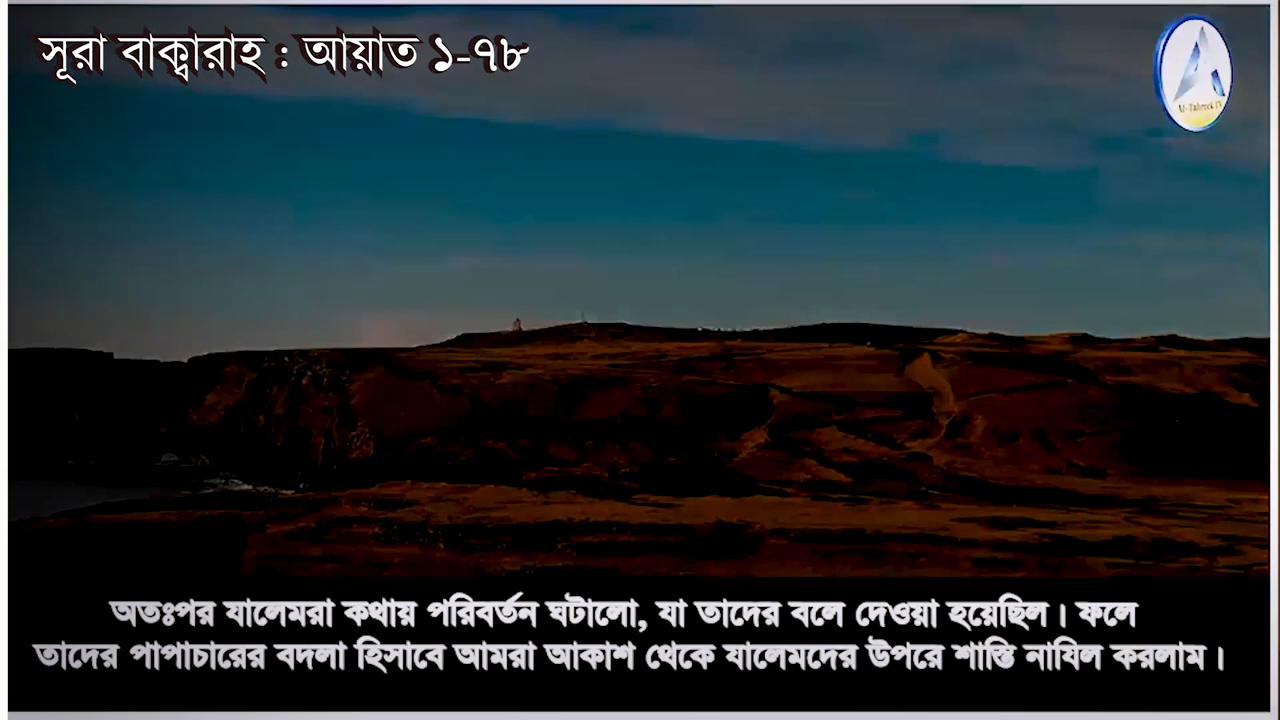 সূরা বাক্বারাহ : আয়াত ১-৭৮
অতঃপর যালেমরা কথায় পরিবর্তন ঘটালো, যা তাদের বলে দেওয়া হয়েছিল। ফলে
তাদের পাপাচারের বদলা হিসাবে আমরা আকাশ থেকে যালেমদের উপরে শাস্তি নাযিল করলাম।